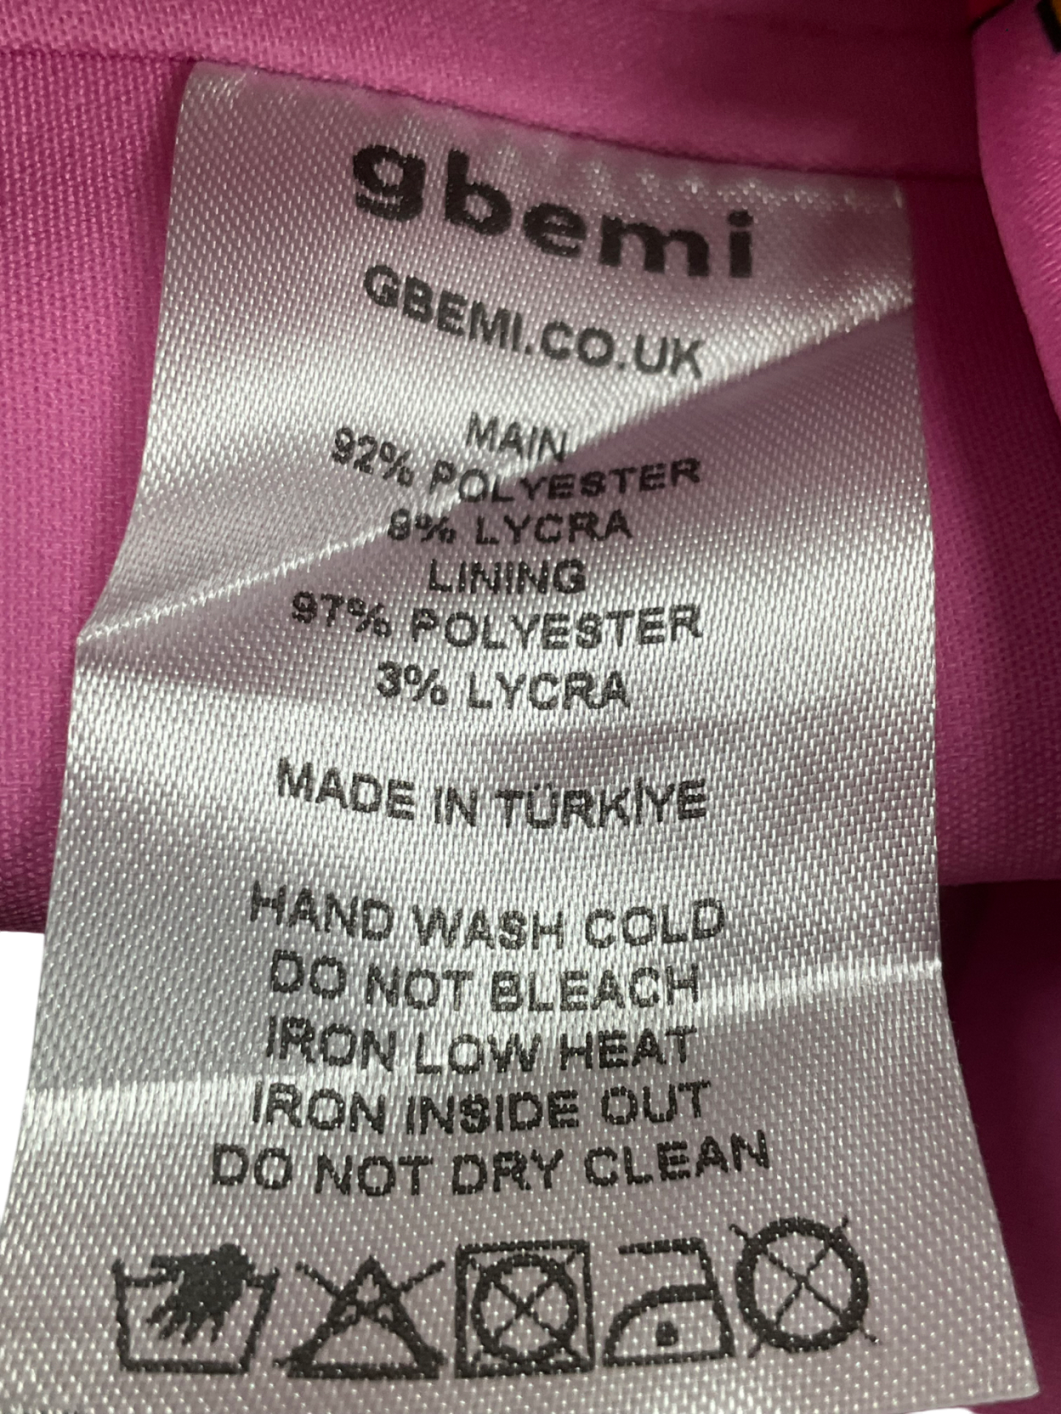 gbemi
GBEMI.CO.UK
MAIN
92% POLYESTER
8% LYCRA
LINING
97% POLYESTER
3% LYCRA
MADE IN TÜRKİYE
HAND WASH COLD
DO NOT BLEACH
IRON LOW HEAT
IRON INSIDE OUT
DO NOT DRY CLEAN